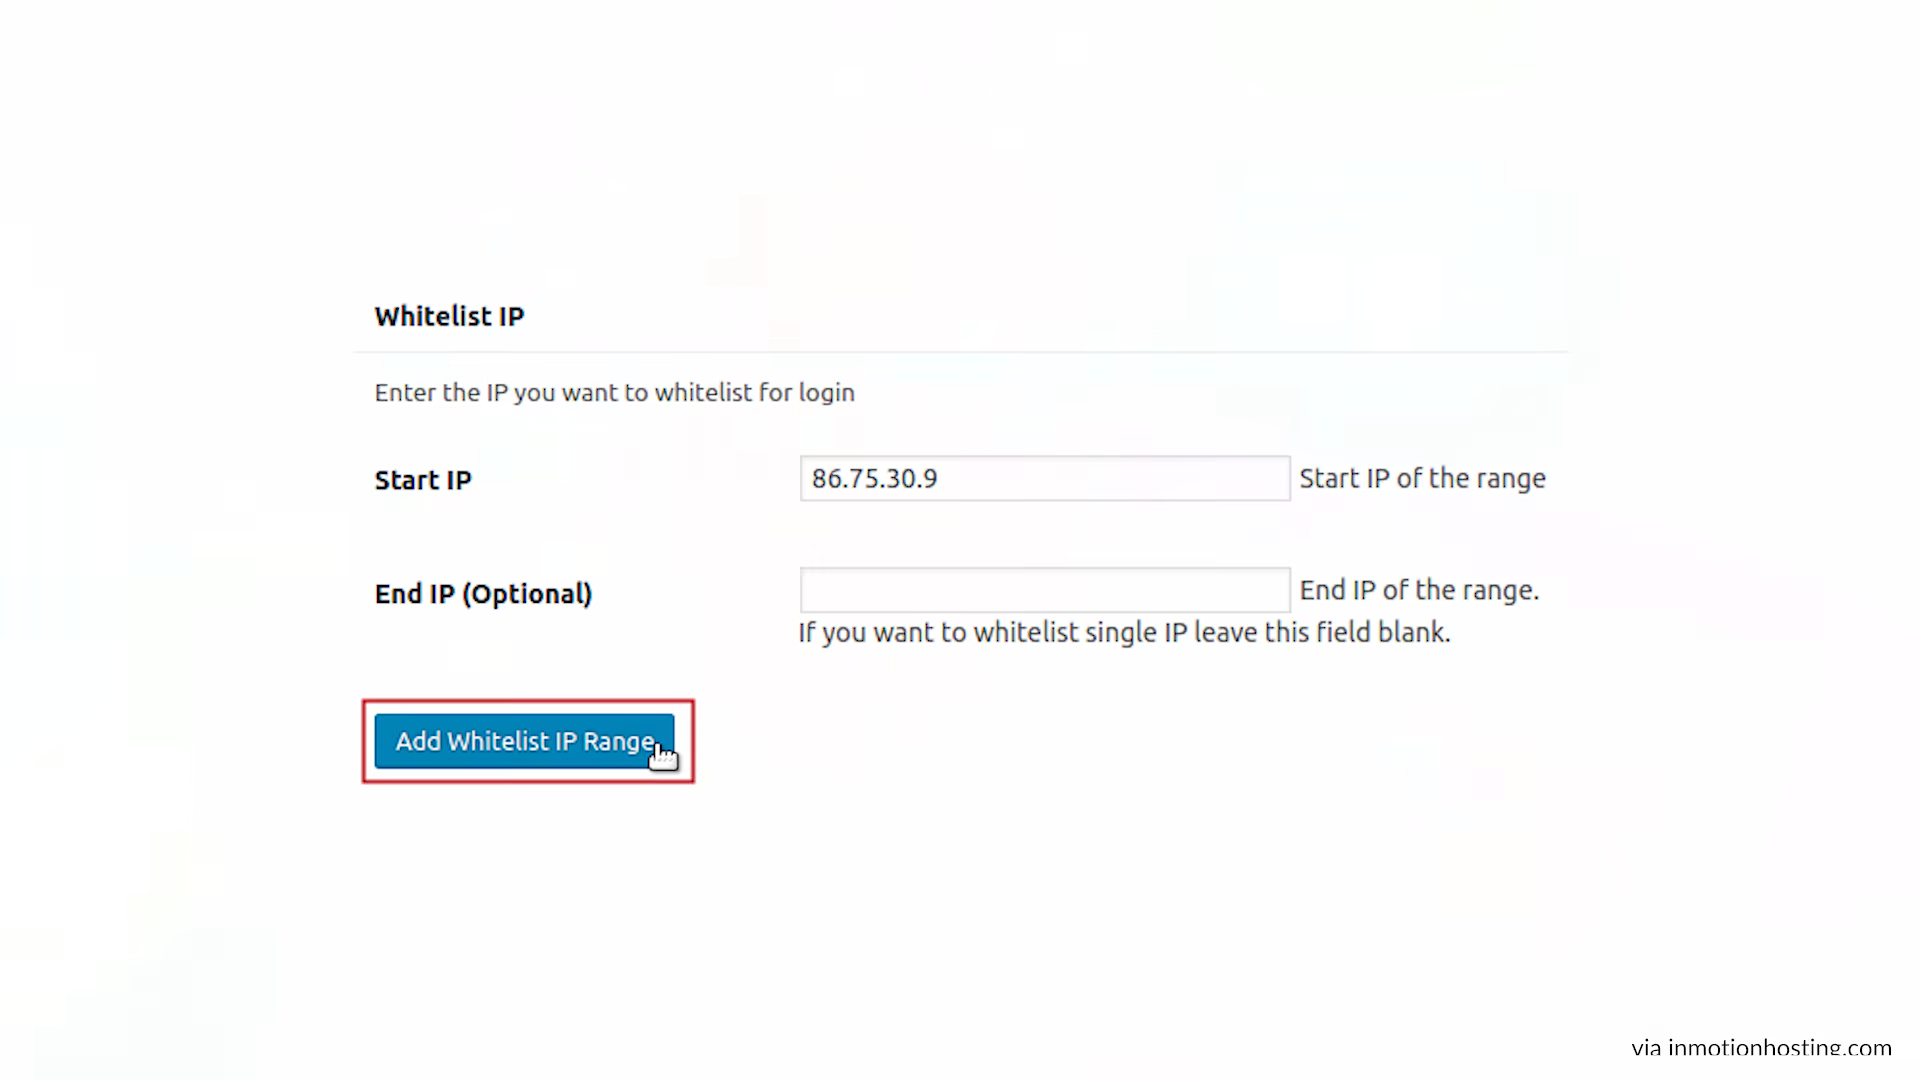 Whitelist IP
Enter the IP you want to whitelist for login
Start IP 86.75.30.9 Start IP of the range
End IP (Optional) End IP of the range.
If you want to whitelist single IP leave this field blank.
Add Whitelist IP Range
via inmotionhosting.com